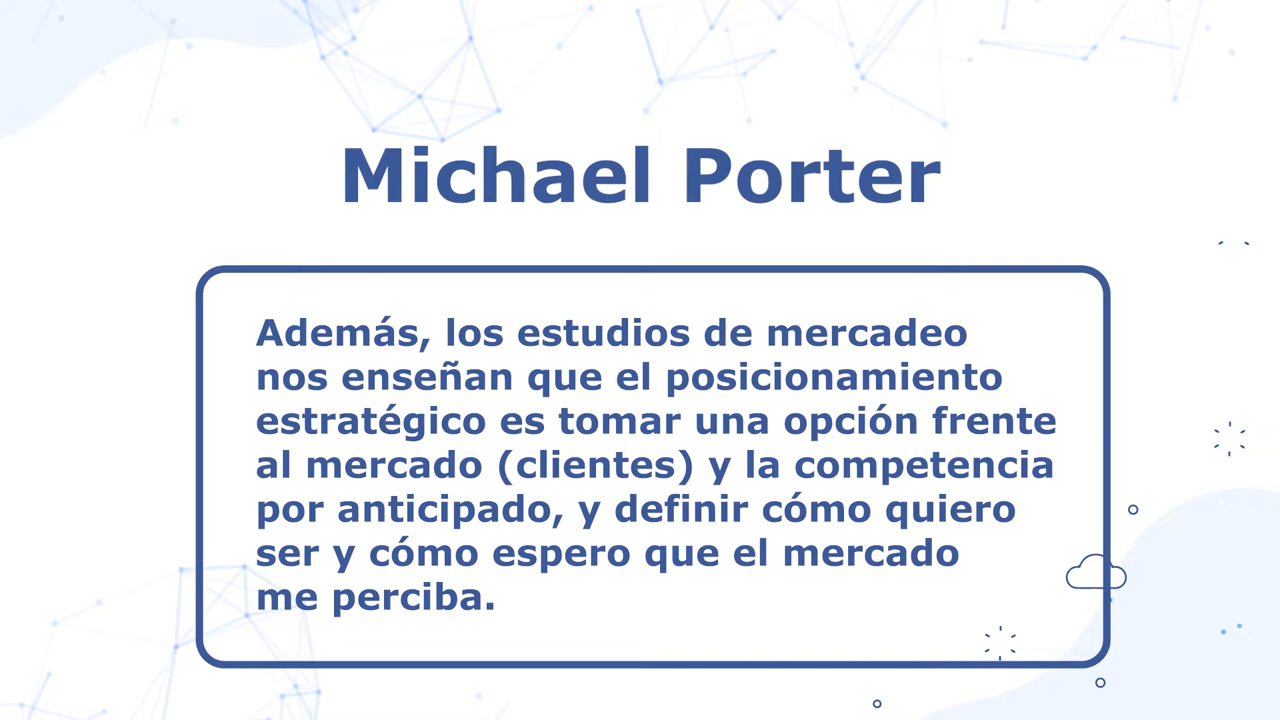 Michael Porter
Además, los estudios de mercadeo
nos enseñan que el posicionamiento
estratégico es tomar una opción frente
al mercado (clientes) y la competencia
por anticipado, y definir cómo quiero
ser y cómo espero que el mercado
me perciba.